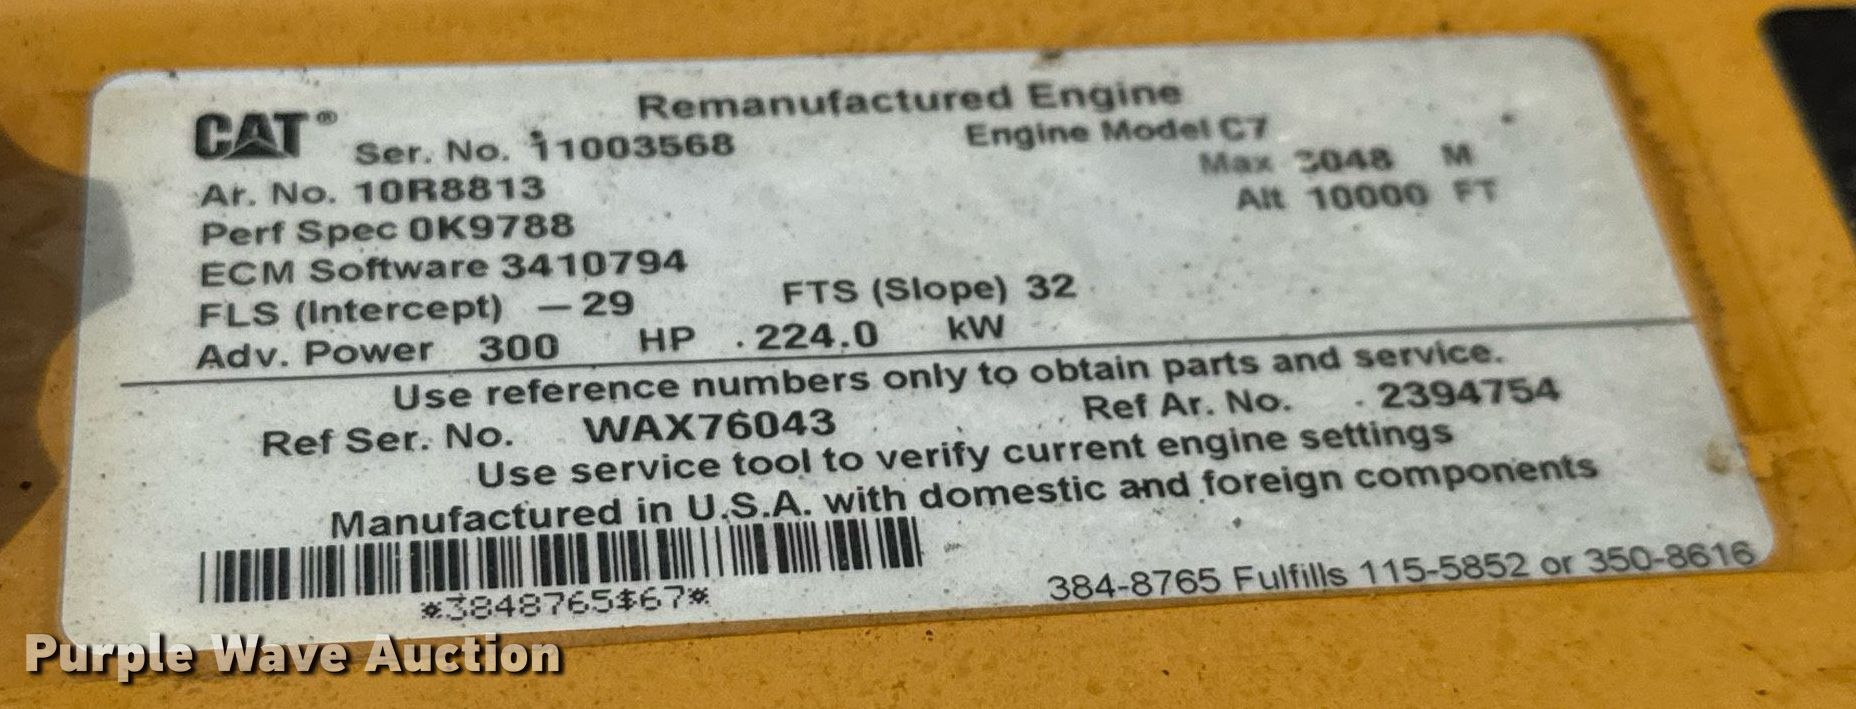 Remanufactured Engine
CAT® Ser. No. 11003568 Engine Model C7
Max 3048 M
Ar. No. 10R8813 Alt 10000 FT
Perf Spec 0K9788
ECM Software 3410794
FLS (Intercept) -29 FTS (Slope) 32
Adv. Power 300 HP 224.0 kW
Use reference numbers only to obtain parts and service.
Ref Ser. No. WAX76043 Ref Ar. No. 2394754
Use service tool to verify current engine settings
Manufactured in U.S.A. with domestic and foreign components
*3848765$67*
384-8765 Fulfills 115-5852 or 350-8616
Purple Wave Auction